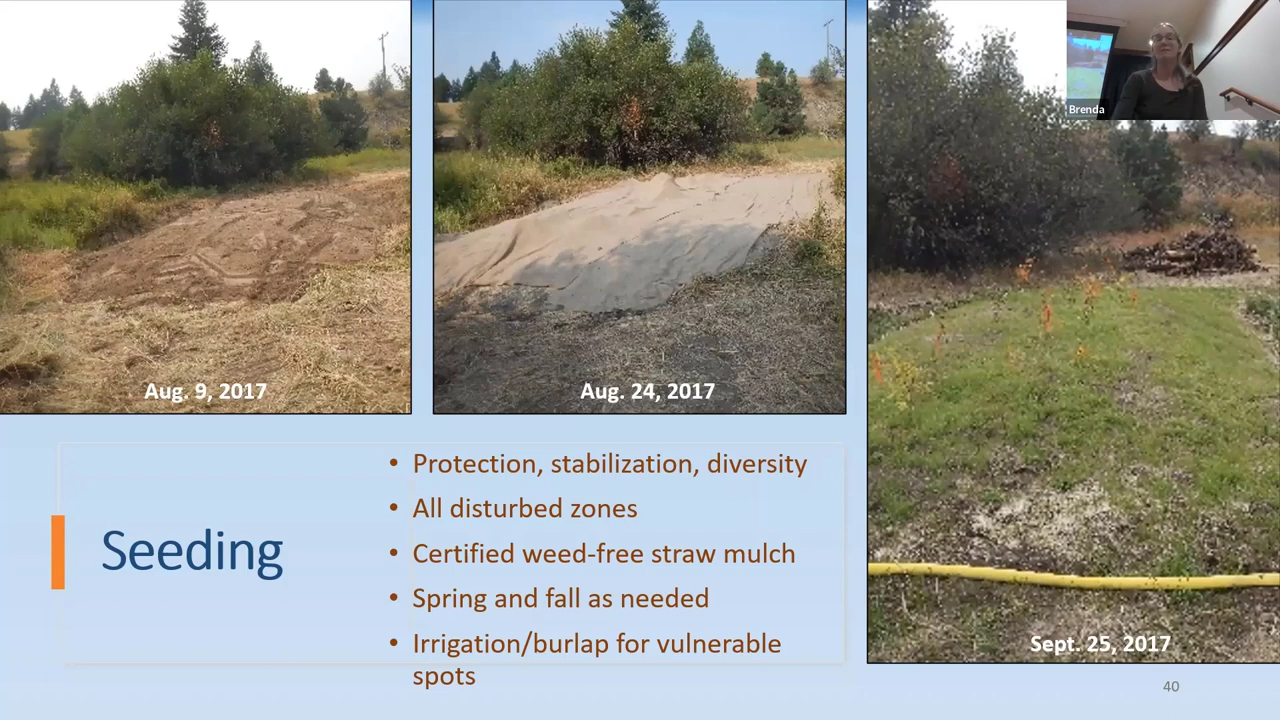 Brenda
Aug. 9, 2017
Aug. 24, 2017
Sept. 25, 2017
Seeding
• Protection, stabilization, diversity
• All disturbed zones
• Certified weed-free straw mulch
• Spring and fall as needed
• Irrigation/burlap for vulnerable
spots
40